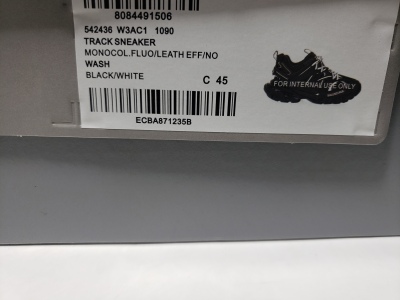 8084491506
542436 W3AC1 1090
TRACK SNEAKER
MONOCOL.FLUO/LEATH EFF/NO
WASH
BLACK/WHITE C 45
FOR INTERNAL USE ONLY
ECBA871235B